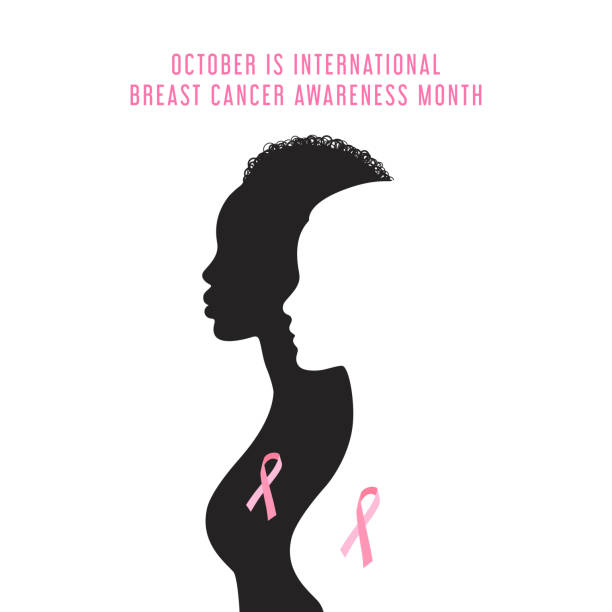 OCTOBER IS INTERNATIONAL
BREAST CANCER AWARENESS MONTH